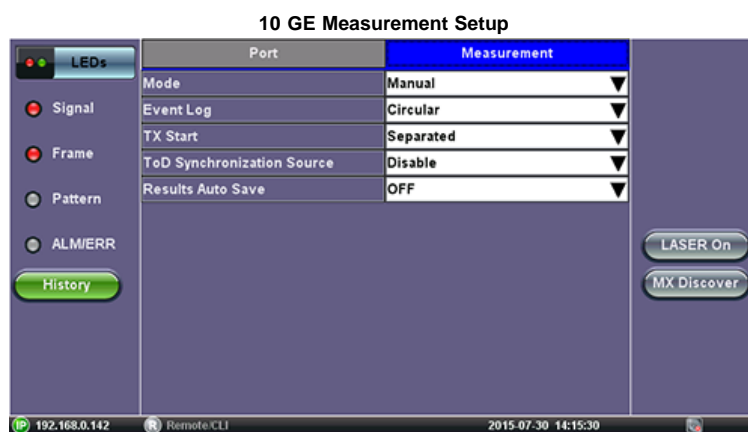 10 GE Measurement Setup
LEDs
Port
Measurement
Mode
Manual
Signal
Event Log
Circular
TX Start
Separated
Frame
ToD Synchronization Source
Disable
Results Auto Save
OFF
Pattern
ALM/ERR
LASER On
History
MX Discover
IP 192.168.0.142
R Remote/CLI
2015-07-30 14:15:30